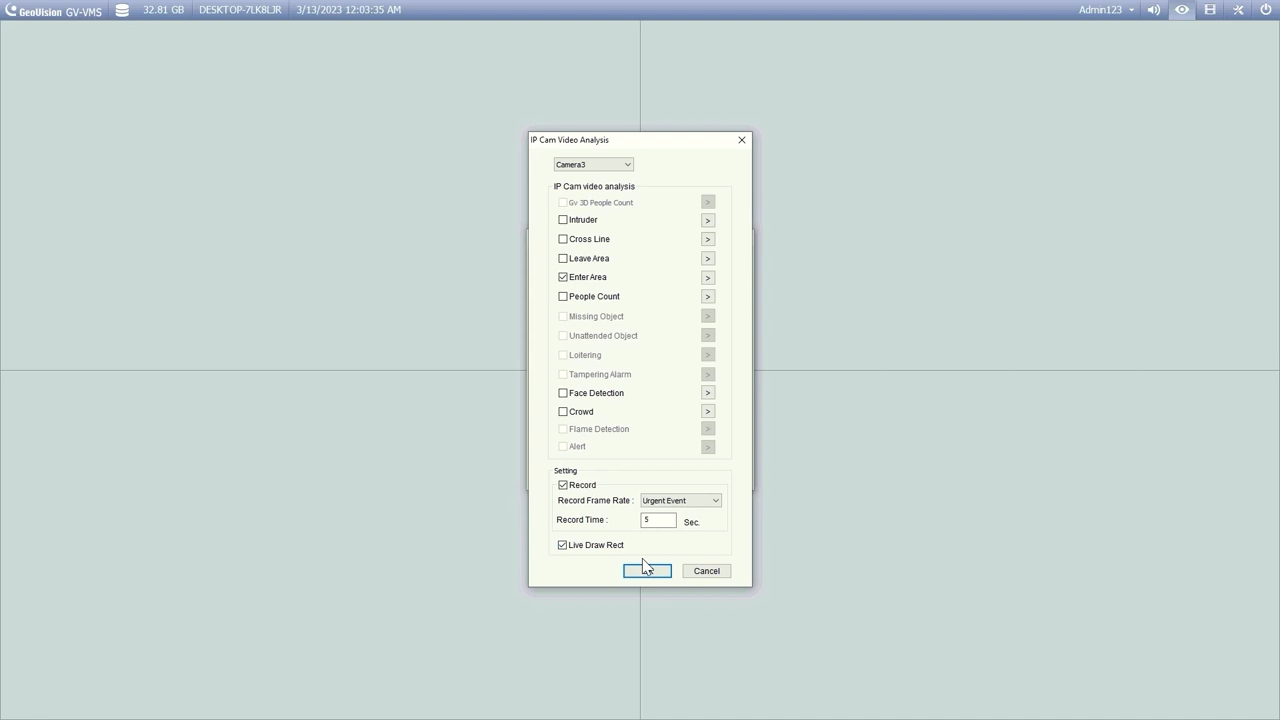 GeoVision GV-VMS 32.81 GB DESKTOP-7LK8LJR 3/13/2023 12:03:35 AM Admin123
IP Cam Video Analysis
Camera3
IP Cam video analysis
Gv 3D People Count >
Intruder >
Cross Line >
Leave Area >
Enter Area >
People Count >
Missing Object >
Unattended Object >
Loitering >
Tampering Alarm >
Face Detection >
Crowd >
Flame Detection >
Alert >
Setting
Record
Record Frame Rate : Urgent Event
Record Time : 5 Sec.
Live Draw Rect
Cancel